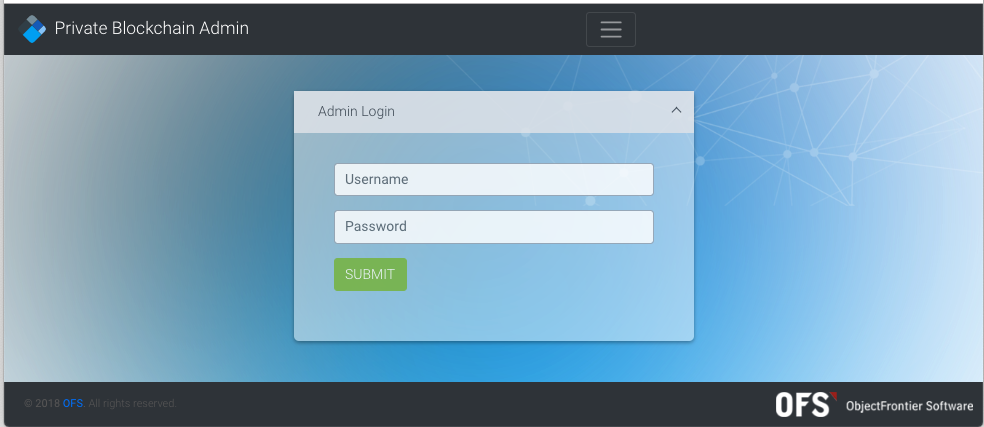 Private Blockchain Admin
Admin Login
Username
Password
SUBMIT
© 2018 OFS. All rights reserved.
OFS ObjectFrontier Software